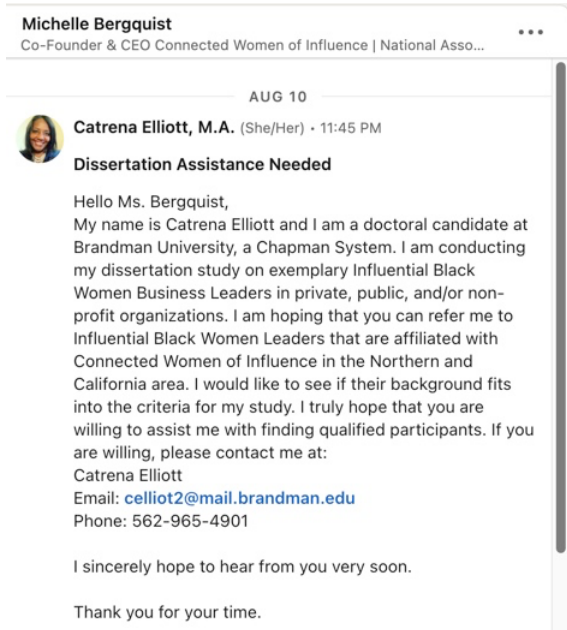 Michelle Bergquist
Co-Founder & CEO Connected Women of Influence | National Asso...
AUG 10
Catrena Elliott, M.A. (She/Her) • 11:45 PM
Dissertation Assistance Needed
Hello Ms. Bergquist,
My name is Catrena Elliott and I am a doctoral candidate at
Brandman University, a Chapman System. I am conducting
my dissertation study on exemplary Influential Black
Women Business Leaders in private, public, and/or non-
profit organizations. I am hoping that you can refer me to
Influential Black Women Leaders that are affiliated with
Connected Women of Influence in the Northern and
California area. I would like to see if their background fits
into the criteria for my study. I truly hope that you are
willing to assist me with finding qualified participants. If you
are willing, please contact me at:
Catrena Elliott
Email: celliot2@mail.brandman.edu
Phone: 562-965-4901
I sincerely hope to hear from you very soon.
Thank you for your time.